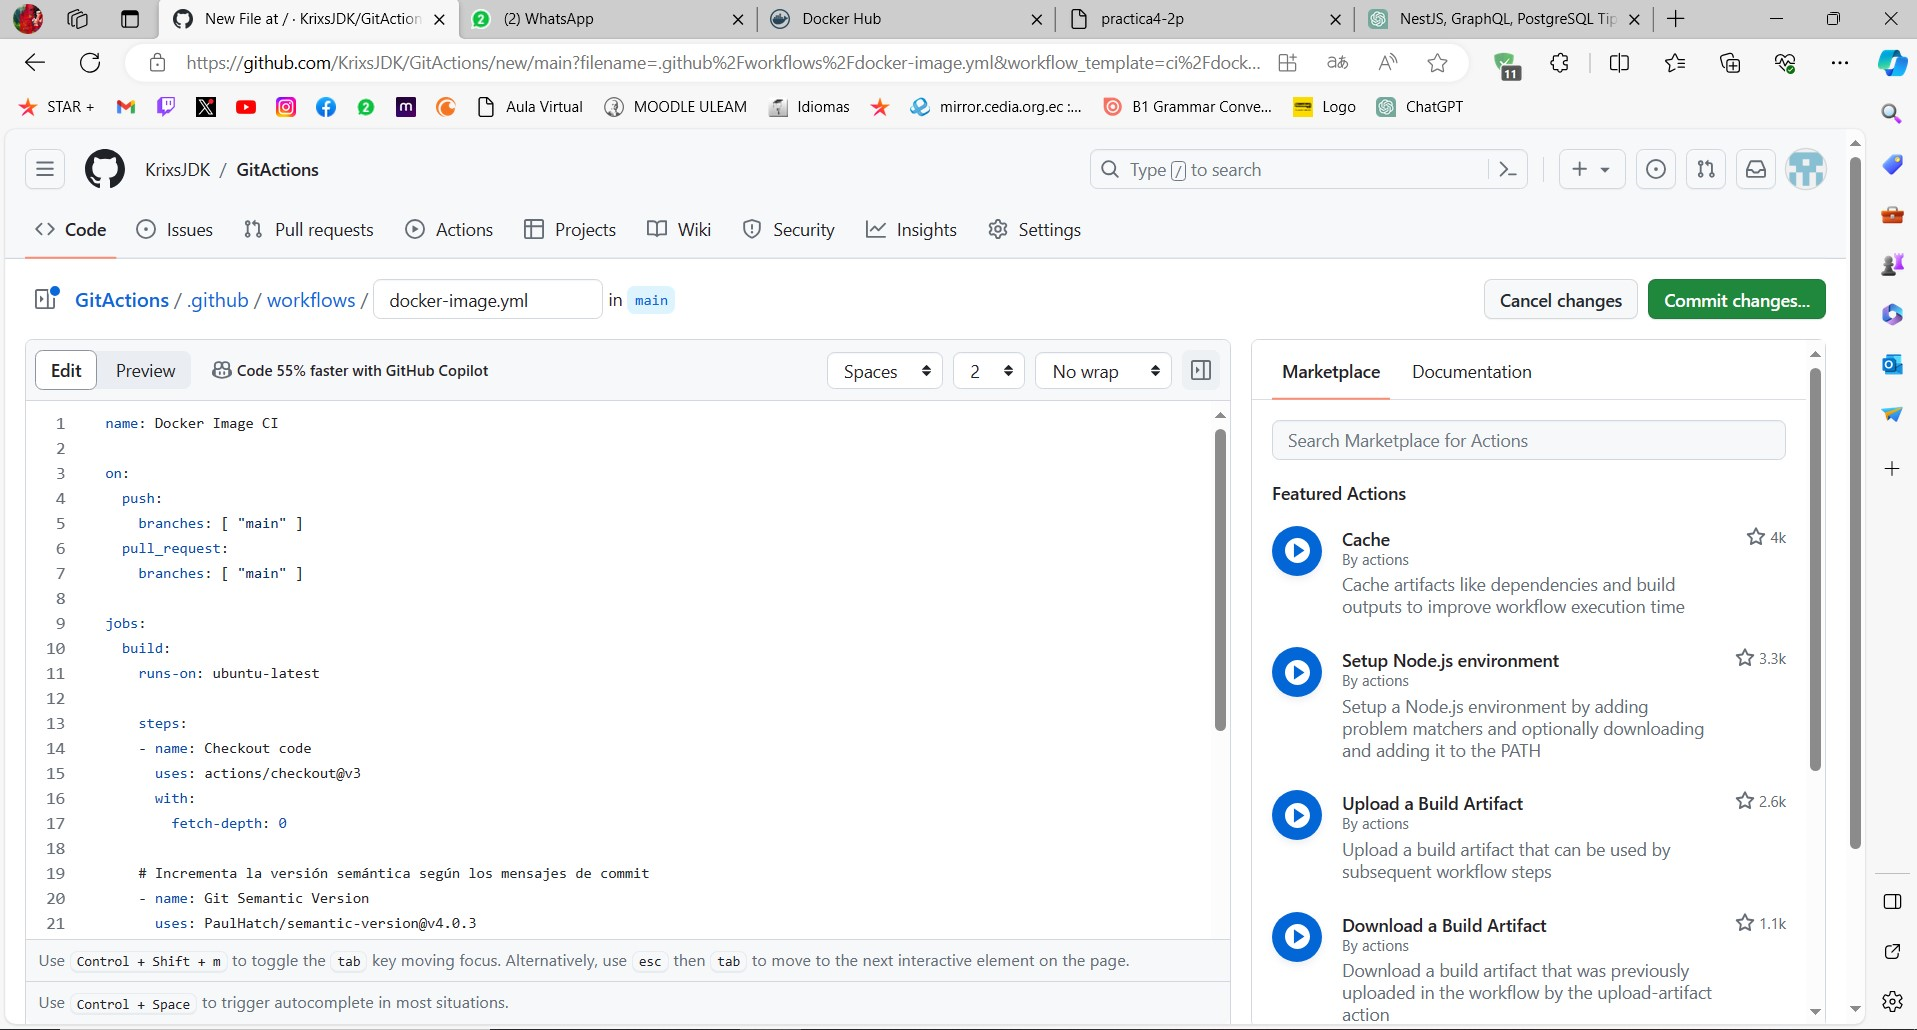 New File at / · KrixsJDK/GitAction
(2) WhatsApp
Docker Hub
practica4-2p
NestJS, GraphQL, PostgreSQL Tip
https://github.com/KrixsJDK/GitActions/new/main?filename=.github%2Fworkflows%2Fdocker-image.yml&workflow_template=ci%2Fdock...
11
STAR +
Aula Virtual
MOODLE ULEAM
Idiomas
mirror.cedia.org.ec :...
B1 Grammar Conve...
Logo
ChatGPT
KrixsJDK / GitActions
Type / to search
Code
Issues
Pull requests
Actions
Projects
Wiki
Security
Insights
Settings
GitActions / .github / workflows / docker-image.yml in main
Cancel changes
Commit changes...
Edit
Preview
Code 55% faster with GitHub Copilot
Spaces
2
No wrap
1 name: Docker Image CI
2
3 on:
4 push:
5 branches: [ "main" ]
6 pull_request:
7 branches: [ "main" ]
8
9 jobs:
10 build:
11 runs-on: ubuntu-latest
12
13 steps:
14 - name: Checkout code
15 uses: actions/checkout@v3
16 with:
17 fetch-depth: 0
18
19 # Incrementa la versión semántica según los mensajes de commit
20 - name: Git Semantic Version
21 uses: PaulHatch/semantic-version@v4.0.3
Use Control + Shift + m to toggle the tab key moving focus. Alternatively, use esc then tab to move to the next interactive element on the page.
Use Control + Space to trigger autocomplete in most situations.
Marketplace
Documentation
Search Marketplace for Actions
Featured Actions
Cache
4k
By actions
Cache artifacts like dependencies and build
outputs to improve workflow execution time
Setup Node.js environment
3.3k
By actions
Setup a Node.js environment by adding
problem matchers and optionally downloading
and adding it to the PATH
Upload a Build Artifact
2.6k
By actions
Upload a build artifact that can be used by
subsequent workflow steps
Download a Build Artifact
1.1k
By actions
Download a build artifact that was previously
uploaded in the workflow by the upload-artifact
action